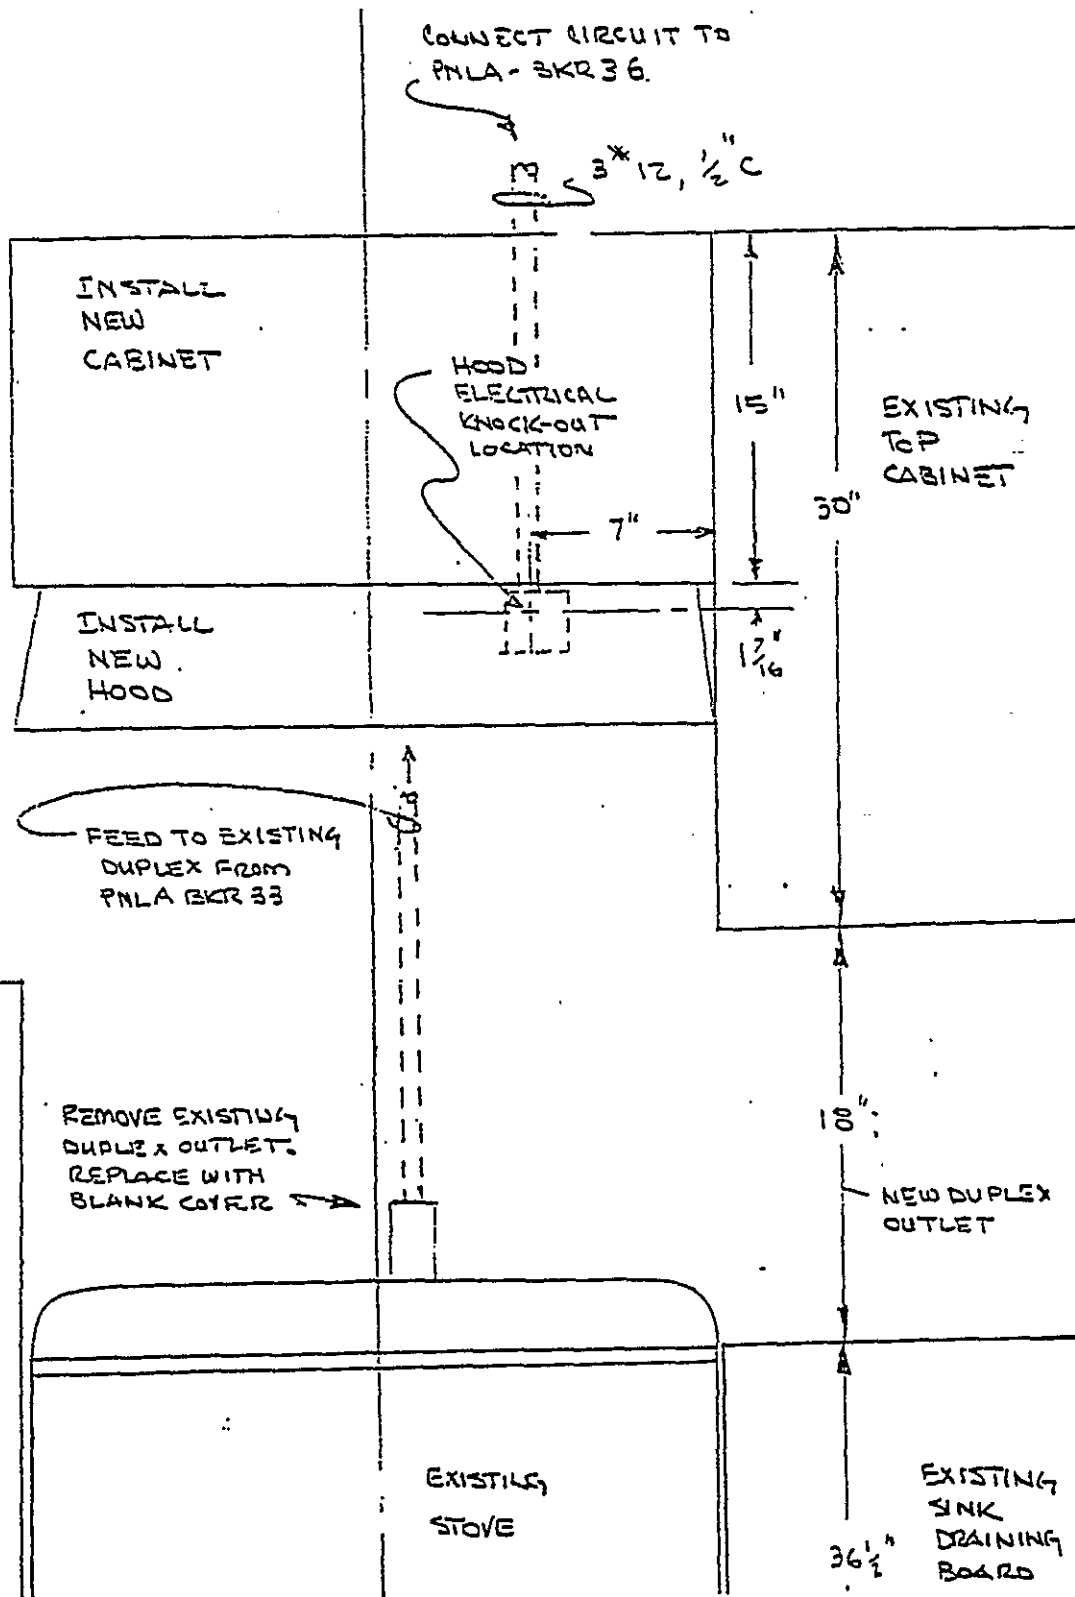 CONNECT CIRCUIT TO
PNLA - BKR 36.
3#12, 1/2" C
INSTALL
NEW
CABINET
HOOD
ELECTRICAL
KNOCK-OUT
LOCATION
15"
30"
EXISTING
TOP
CABINET
7"
INSTALL
NEW
HOOD
1 7/16"
FEED TO EXISTING
DUPLEX FROM
PNLA BKR 33
REMOVE EXISTING
DUPLEX OUTLET.
REPLACE WITH
BLANK COVER
18"
NEW DUPLEX
OUTLET
EXISTING
STOVE
36 1/2"
EXISTING
SINK
DRAINING
BOARD